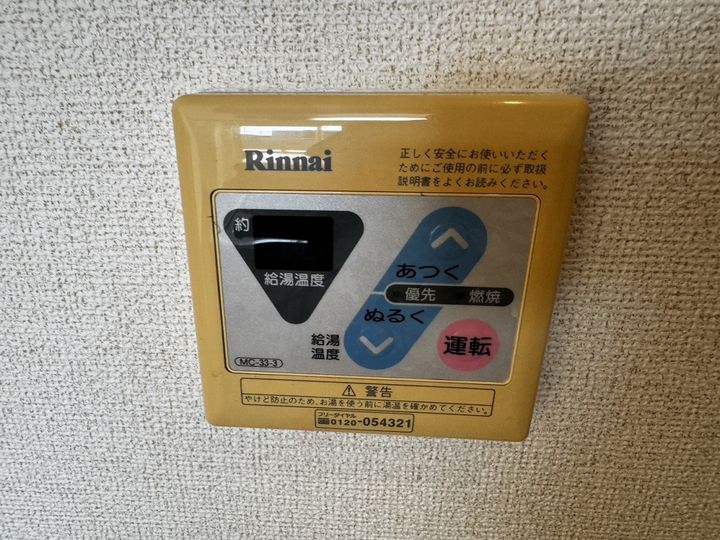 Rinnai
正しく安全にお使いいただく
ためにご使用の前に必ず取扱
説明書をよくお読みください。
約
給湯温度
あつく
優先 燃焼
ぬるく
給湯
温度
運転
MC-33-3
警告
やけど防止のため、お湯を使う前に湯温を確かめてください。
フリーダイヤル
0120-054321